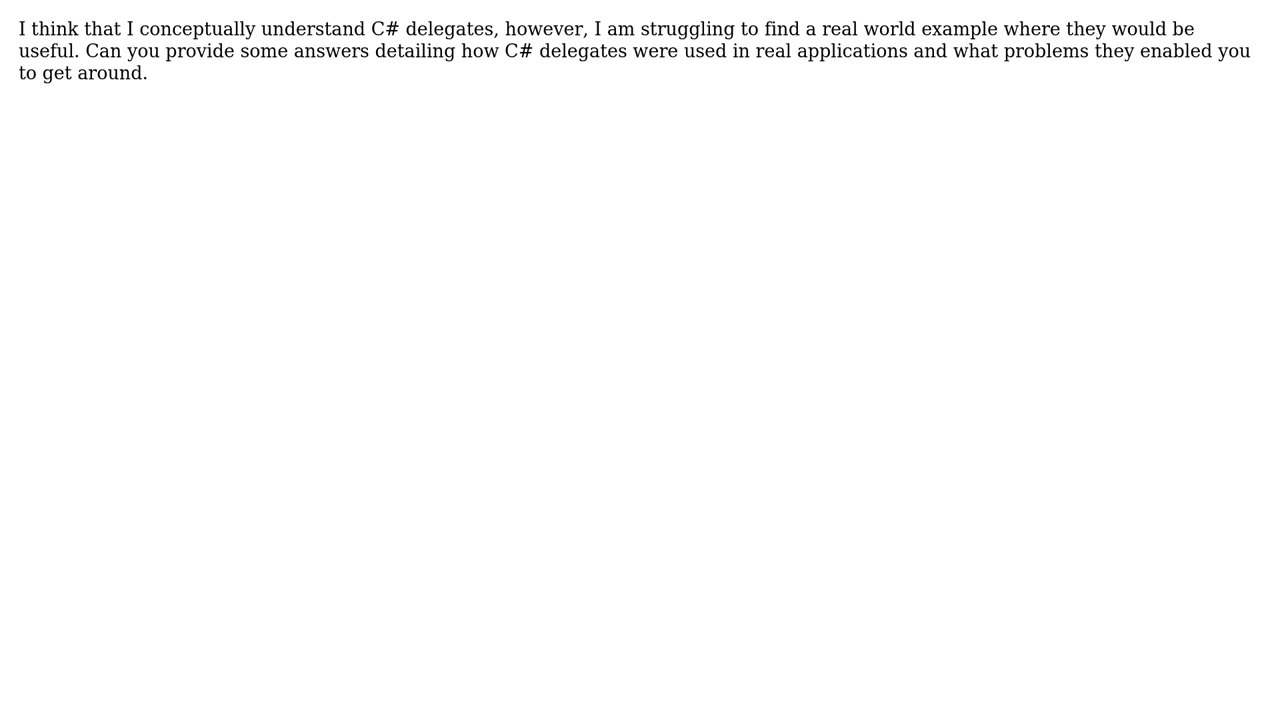 I think that I conceptually understand C# delegates, however, I am struggling to find a real world example where they would be
useful. Can you provide some answers detailing how C# delegates were used in real applications and what problems they enabled you
to get around.